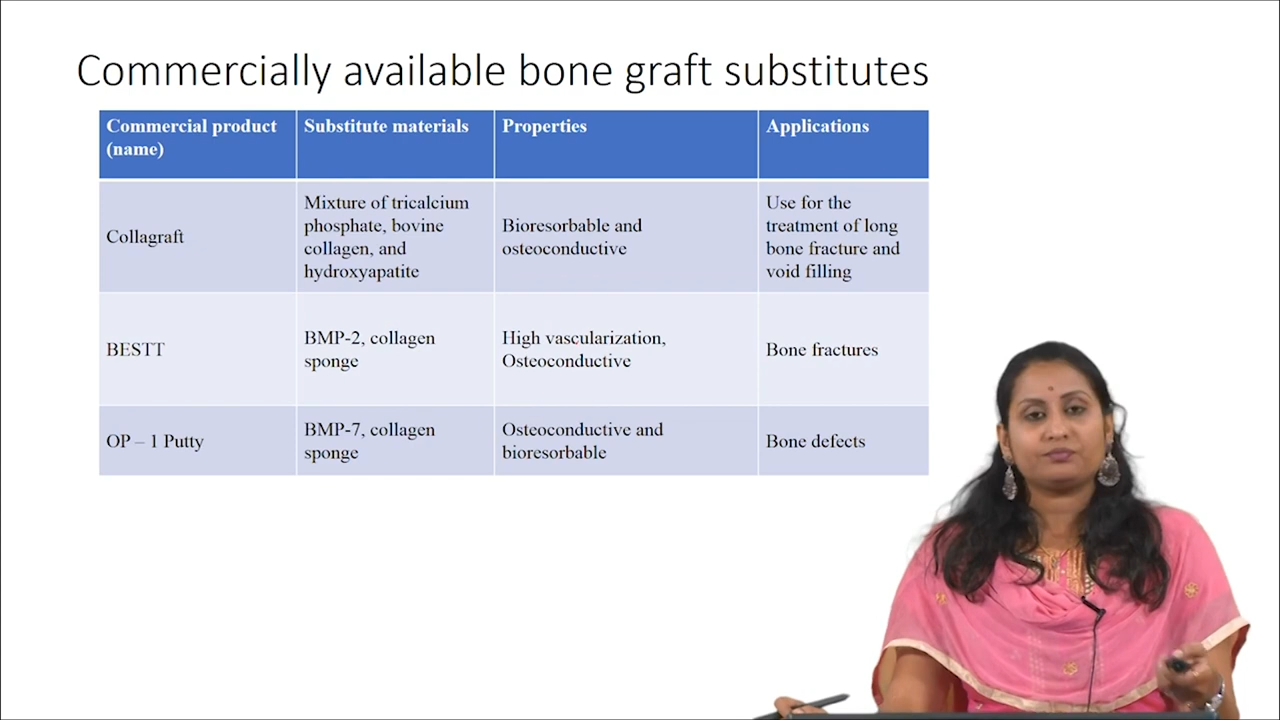 Commercially available bone graft substitutes
Commercial product
(name)
Substitute materials
Properties
Applications
Collagraft
Mixture of tricalcium
phosphate, bovine
collagen, and
hydroxyapatite
Bioresorbable and
osteoconductive
Use for the
treatment of long
bone fracture and
void filling
BESTT
BMP-2, collagen
sponge
High vascularization,
Osteoconductive
Bone fractures
OP – 1 Putty
BMP-7, collagen
sponge
Osteoconductive and
bioresorbable
Bone defects